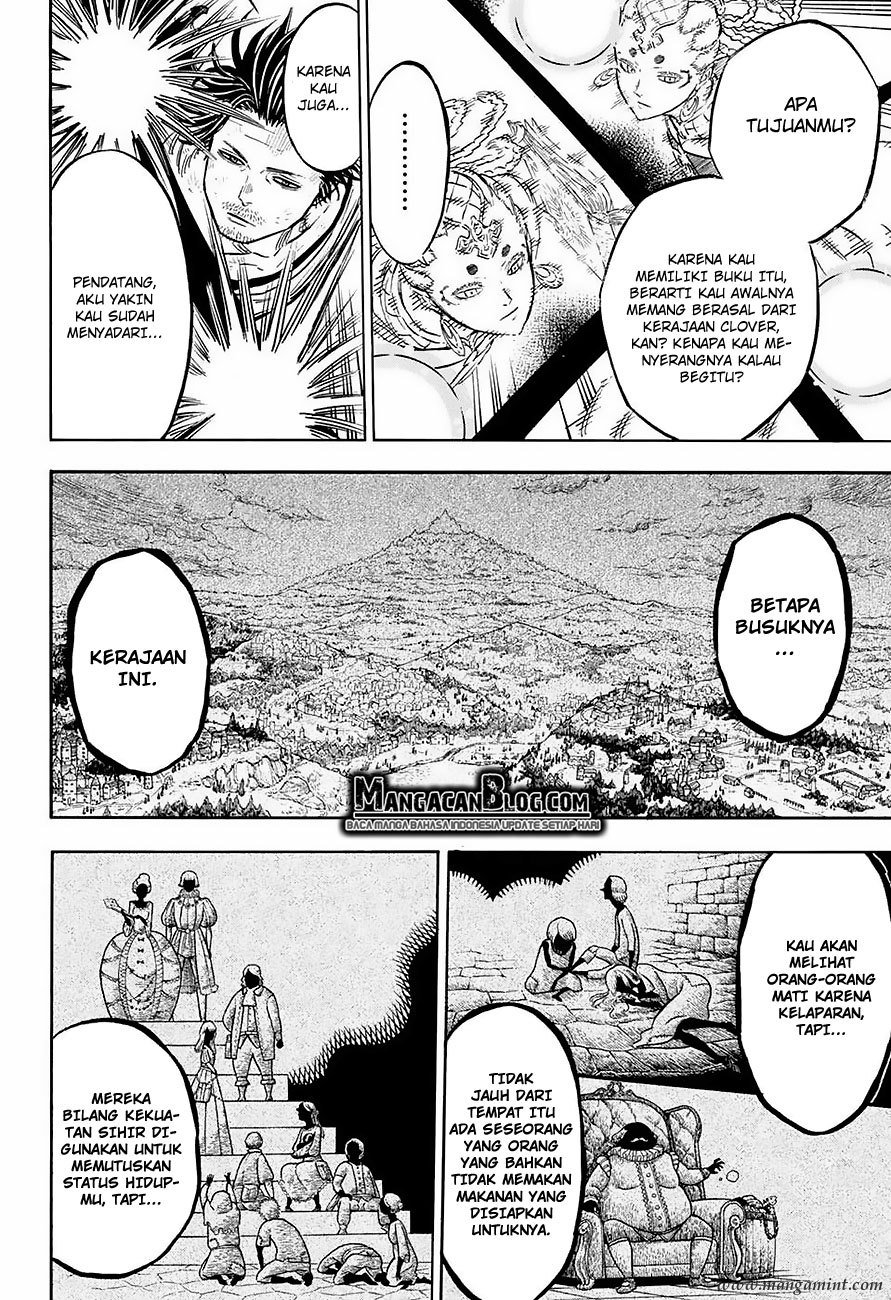 APA
TUJUANMU?
KARENA KAU
MEMILIKI BUKU ITU,
BERARTI KAU AWALNYA
MEMANG BERASAL DARI
KERAJAAN CLOVER,
KAN? KENAPA KAU ME-
NYERANGNYA KALAU
BEGITU?
.........
KARENA
KAU
JUGA...
PENDATANG,
AKU YAKIN
KAU SUDAH
MENYADARI...
BETAPA
BUSUKNYA
...
KERAJAAN
INI.
MANGACANBLOG.COM
BACA MANGA BAHASA INDONESIA UPDATE SETIAP HARI
KAU AKAN
MELIHAT
ORANG-ORANG
MATI KARENA
KELAPARAN,
TAPI...
TIDAK
JAUH DARI
TEMPAT ITU
ADA SESEORANG
YANG ORANG
YANG BAHKAN
TIDAK MEMAKAN
MAKANAN YANG
DISIAPKAN
UNTUKNYA.
MEREKA
BILANG KEKUA-
TAN SIHIR DI-
GUNAKAN UNTUK
MEMUTUSKAN
STATUS HIDUP-
MU, TAPI...
www.mangamint.com